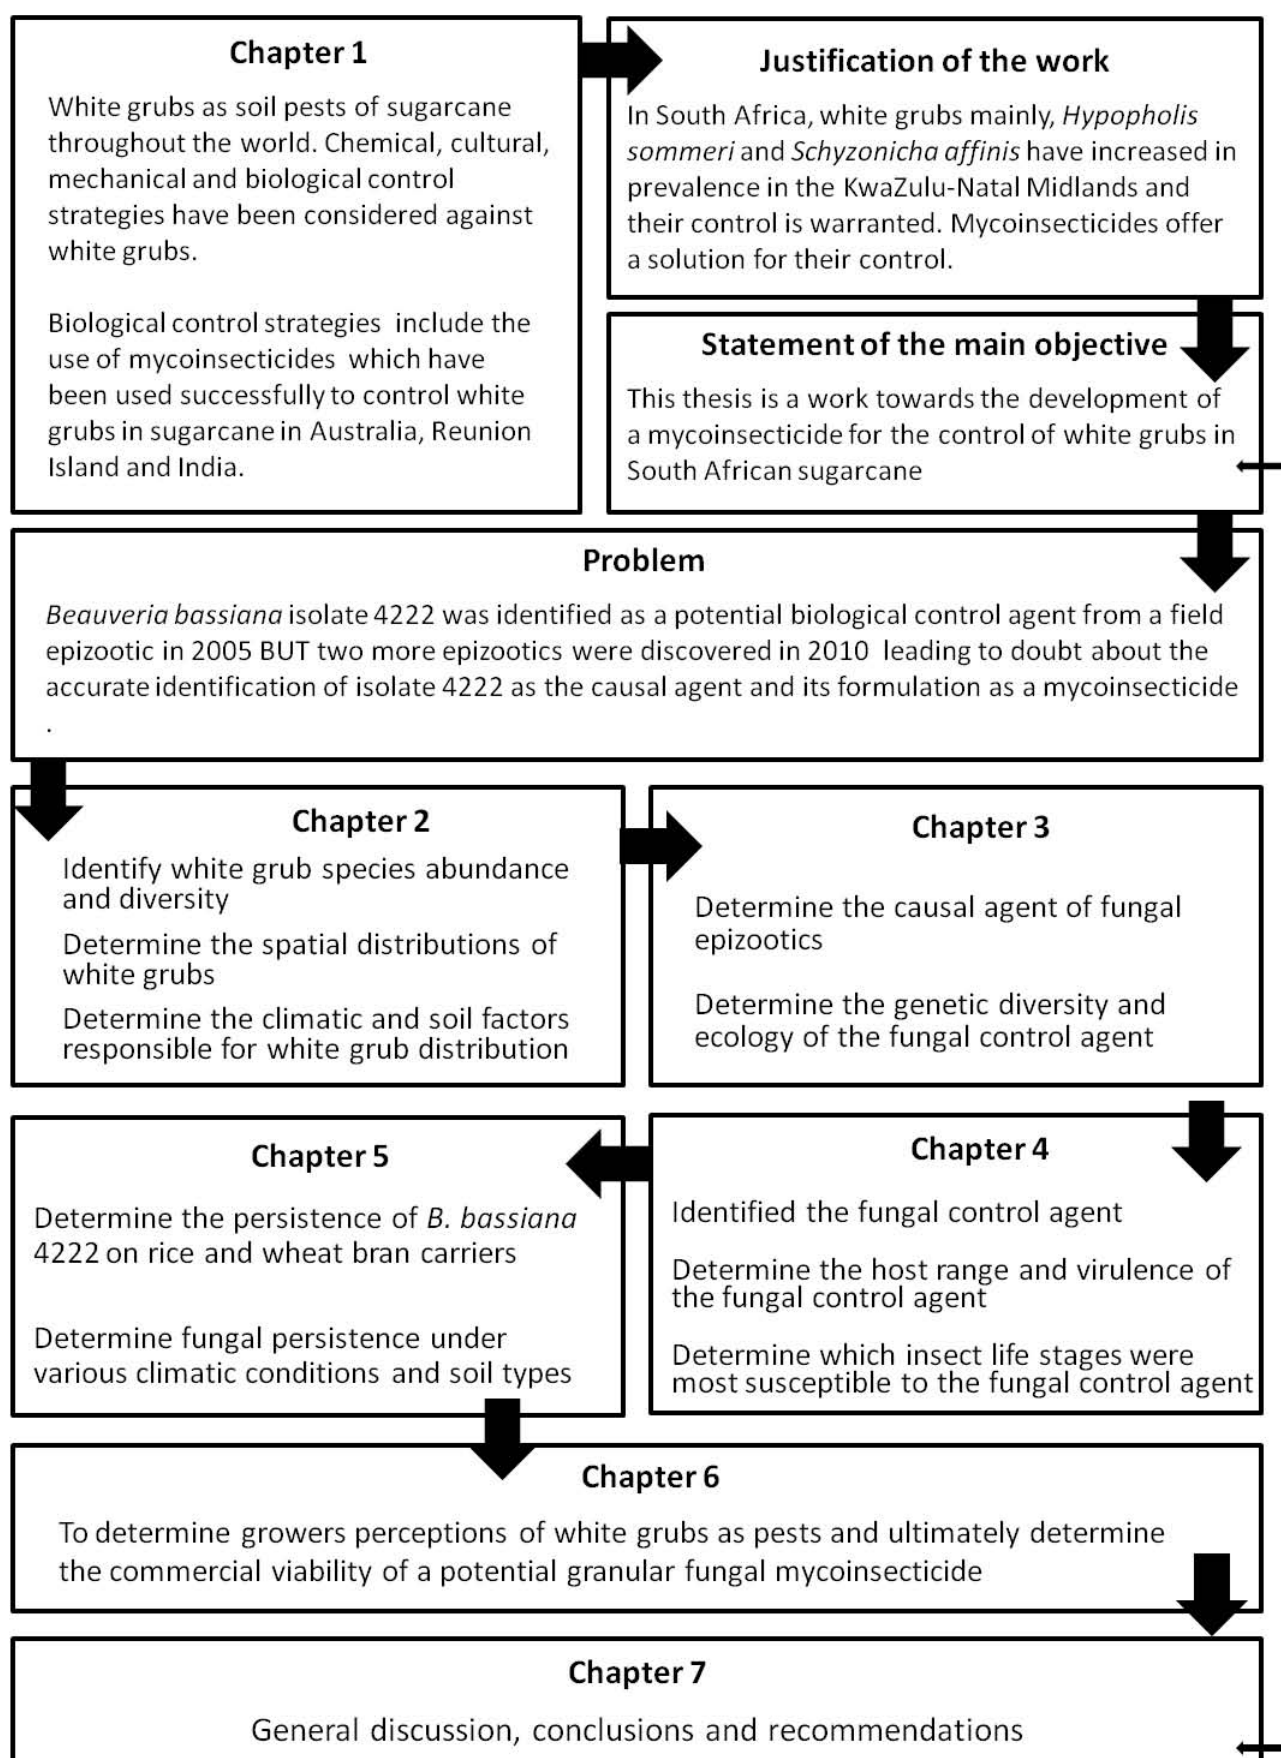 Chapter 1
White grubs as soil pests of sugarcane
throughout the world. Chemical, cultural,
mechanical and biological control
strategies have been considered against
white grubs.
Biological control strategies include the
use of mycoinsecticides which have
been used successfully to control white
grubs in sugarcane in Australia, Reunion
Island and India.
Justification of the work
In South Africa, white grubs mainly, Hypopholis
sommeri and Schyzonicha affinis have increased in
prevalence in the KwaZulu-Natal Midlands and
their control is warranted. Mycoinsecticides offer
a solution for their control.
Statement of the main objective
This thesis is a work towards the development of
a mycoinsecticide for the control of white grubs in
South African sugarcane
Problem
Beauveria bassiana isolate 4222 was identified as a potential biological control agent from a field
epizootic in 2005 BUT two more epizootics were discovered in 2010 leading to doubt about the
accurate identification of isolate 4222 as the causal agent and its formulation as a mycoinsecticide
.
Chapter 2
Identify white grub species abundance
and diversity
Determine the spatial distributions of
white grubs
Determine the climatic and soil factors
responsible for white grub distribution
Chapter 3
Determine the causal agent of fungal
epizootics
Determine the genetic diversity and
ecology of the fungal control agent
Chapter 4
Identified the fungal control agent
Determine the host range and virulence of
the fungal control agent
Determine which insect life stages were
most susceptible to the fungal control agent
Chapter 5
Determine the persistence of B. bassiana
4222 on rice and wheat bran carriers
Determine fungal persistence under
various climatic conditions and soil types
Chapter 6
To determine growers perceptions of white grubs as pests and ultimately determine
the commercial viability of a potential granular fungal mycoinsecticide
Chapter 7
General discussion, conclusions and recommendations